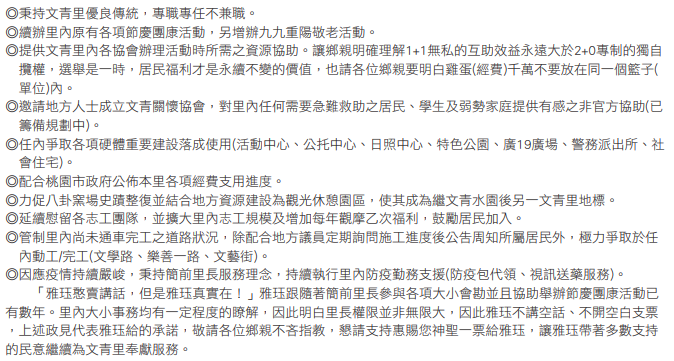 ◎秉持文青里優良傳統，專職專任不兼職。
◎續辦里內原有各項節慶團康活動，另增辦九九重陽敬老活動。
◎提供文青里內各協會辦理活動時所需之資源協助。讓鄉親明確理解1+1無私的互助效益永遠大於2+0專制的獨自
攬權，選舉是一時，居民福利才是永續不變的價值，也請各位鄉親要明白雞蛋(經費)千萬不要放在同一個籃子(
單位)內。
◎邀請地方人士成立文青關懷協會，對里內任何需要急難救助之居民、學生及弱勢家庭提供有感之非官方協助(已
籌備規劃中)。
◎任內爭取各項硬體重要建設落成使用(活動中心、公托中心、日照中心、特色公園、廣19廣場、警務派出所、社
會住宅)。
◎配合桃園市政府公佈本里各項經費支用進度。
◎力促八卦窯場史蹟整復並結合地方資源建設為觀光休憩園區，使其成為繼文青水園後另一文青里地標。
◎延續慰留各志工團隊，並擴大里內志工規模及增加每年觀摩乙次福利，鼓勵居民加入。
◎管制里內尚未通車完工之道路狀況，除配合地方議員定期詢問施工進度後公告周知所屬居民外，極力爭取於任
內動工/完工(文學路、樂善一路、文藝街)。
◎因應疫情持續嚴峻，秉持簡前里長服務理念，持續執行里內防疫勤務支援(防疫包代領、視訊送藥服務)。
「雅珏憨賣講話，但是雅珏真實在！」雅珏跟隨著簡前里長參與各項大小會勘並且協助舉辦節慶團康活動已
有數年。里內大小事務均有一定程度的瞭解，因此明白里長權限並非無限大，因此雅珏不講空話、不開空白支票
，上述政見代表雅珏給的承諾，敬請各位鄉親不吝指教，懇請支持惠賜您神聖一票給雅珏，讓雅珏帶著多數支持
的民意繼續為文青里奉獻服務。